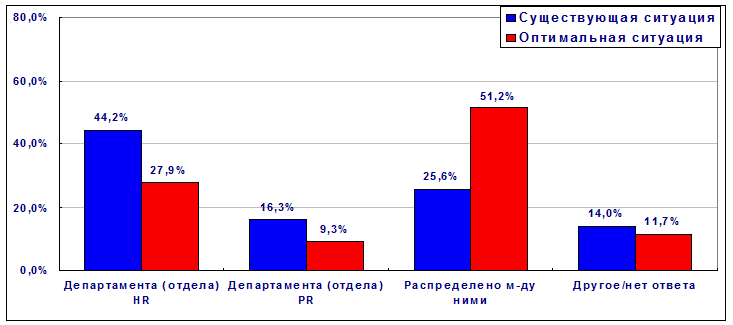 80,0%
Существующая ситуация
Оптимальная ситуация
60,0%
51,2%
44,2%
40,0%
27,9%
25,6%
20,0%
16,3%
14,0%
11,7%
9,3%
0,0%
Департамента (отдела)
HR
Департамента (отдела)
PR
Распределено м-ду
ними
Другое/нет ответа